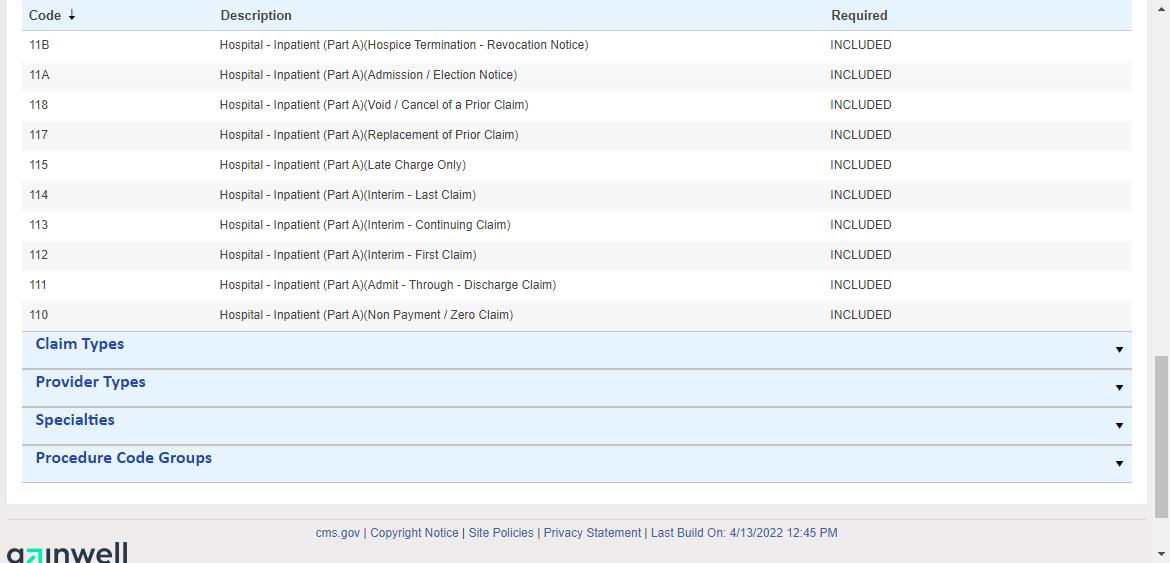 Code ↓ Description Required
11B Hospital - Inpatient (Part A)(Hospice Termination - Revocation Notice) INCLUDED
11A Hospital - Inpatient (Part A)(Admission / Election Notice) INCLUDED
118 Hospital - Inpatient (Part A)(Void / Cancel of a Prior Claim) INCLUDED
117 Hospital - Inpatient (Part A)(Replacement of Prior Claim) INCLUDED
115 Hospital - Inpatient (Part A)(Late Charge Only) INCLUDED
114 Hospital - Inpatient (Part A)(Interim - Last Claim) INCLUDED
113 Hospital - Inpatient (Part A)(Interim - Continuing Claim) INCLUDED
112 Hospital - Inpatient (Part A)(Interim - First Claim) INCLUDED
111 Hospital - Inpatient (Part A)(Admit - Through - Discharge Claim) INCLUDED
110 Hospital - Inpatient (Part A)(Non Payment / Zero Claim) INCLUDED
Claim Types
Provider Types
Specialties
Procedure Code Groups
cms.gov | Copyright Notice | Site Policies | Privacy Statement | Last Build On: 4/13/2022 12:45 PM
gainwell